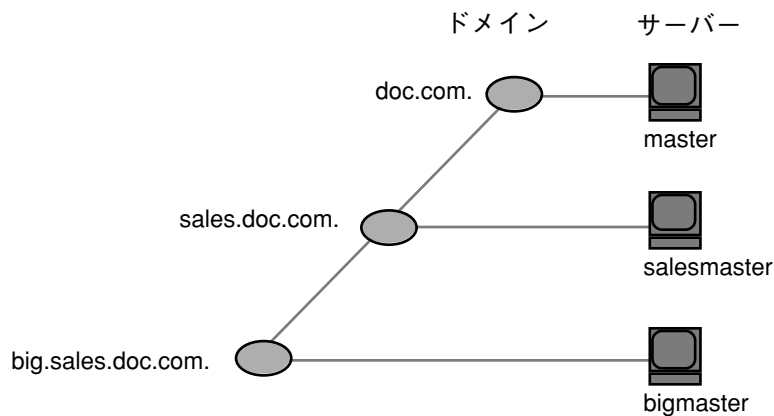 ドメイン サーバー
doc.com.
master
sales.doc.com.
salesmaster
big.sales.doc.com.
bigmaster